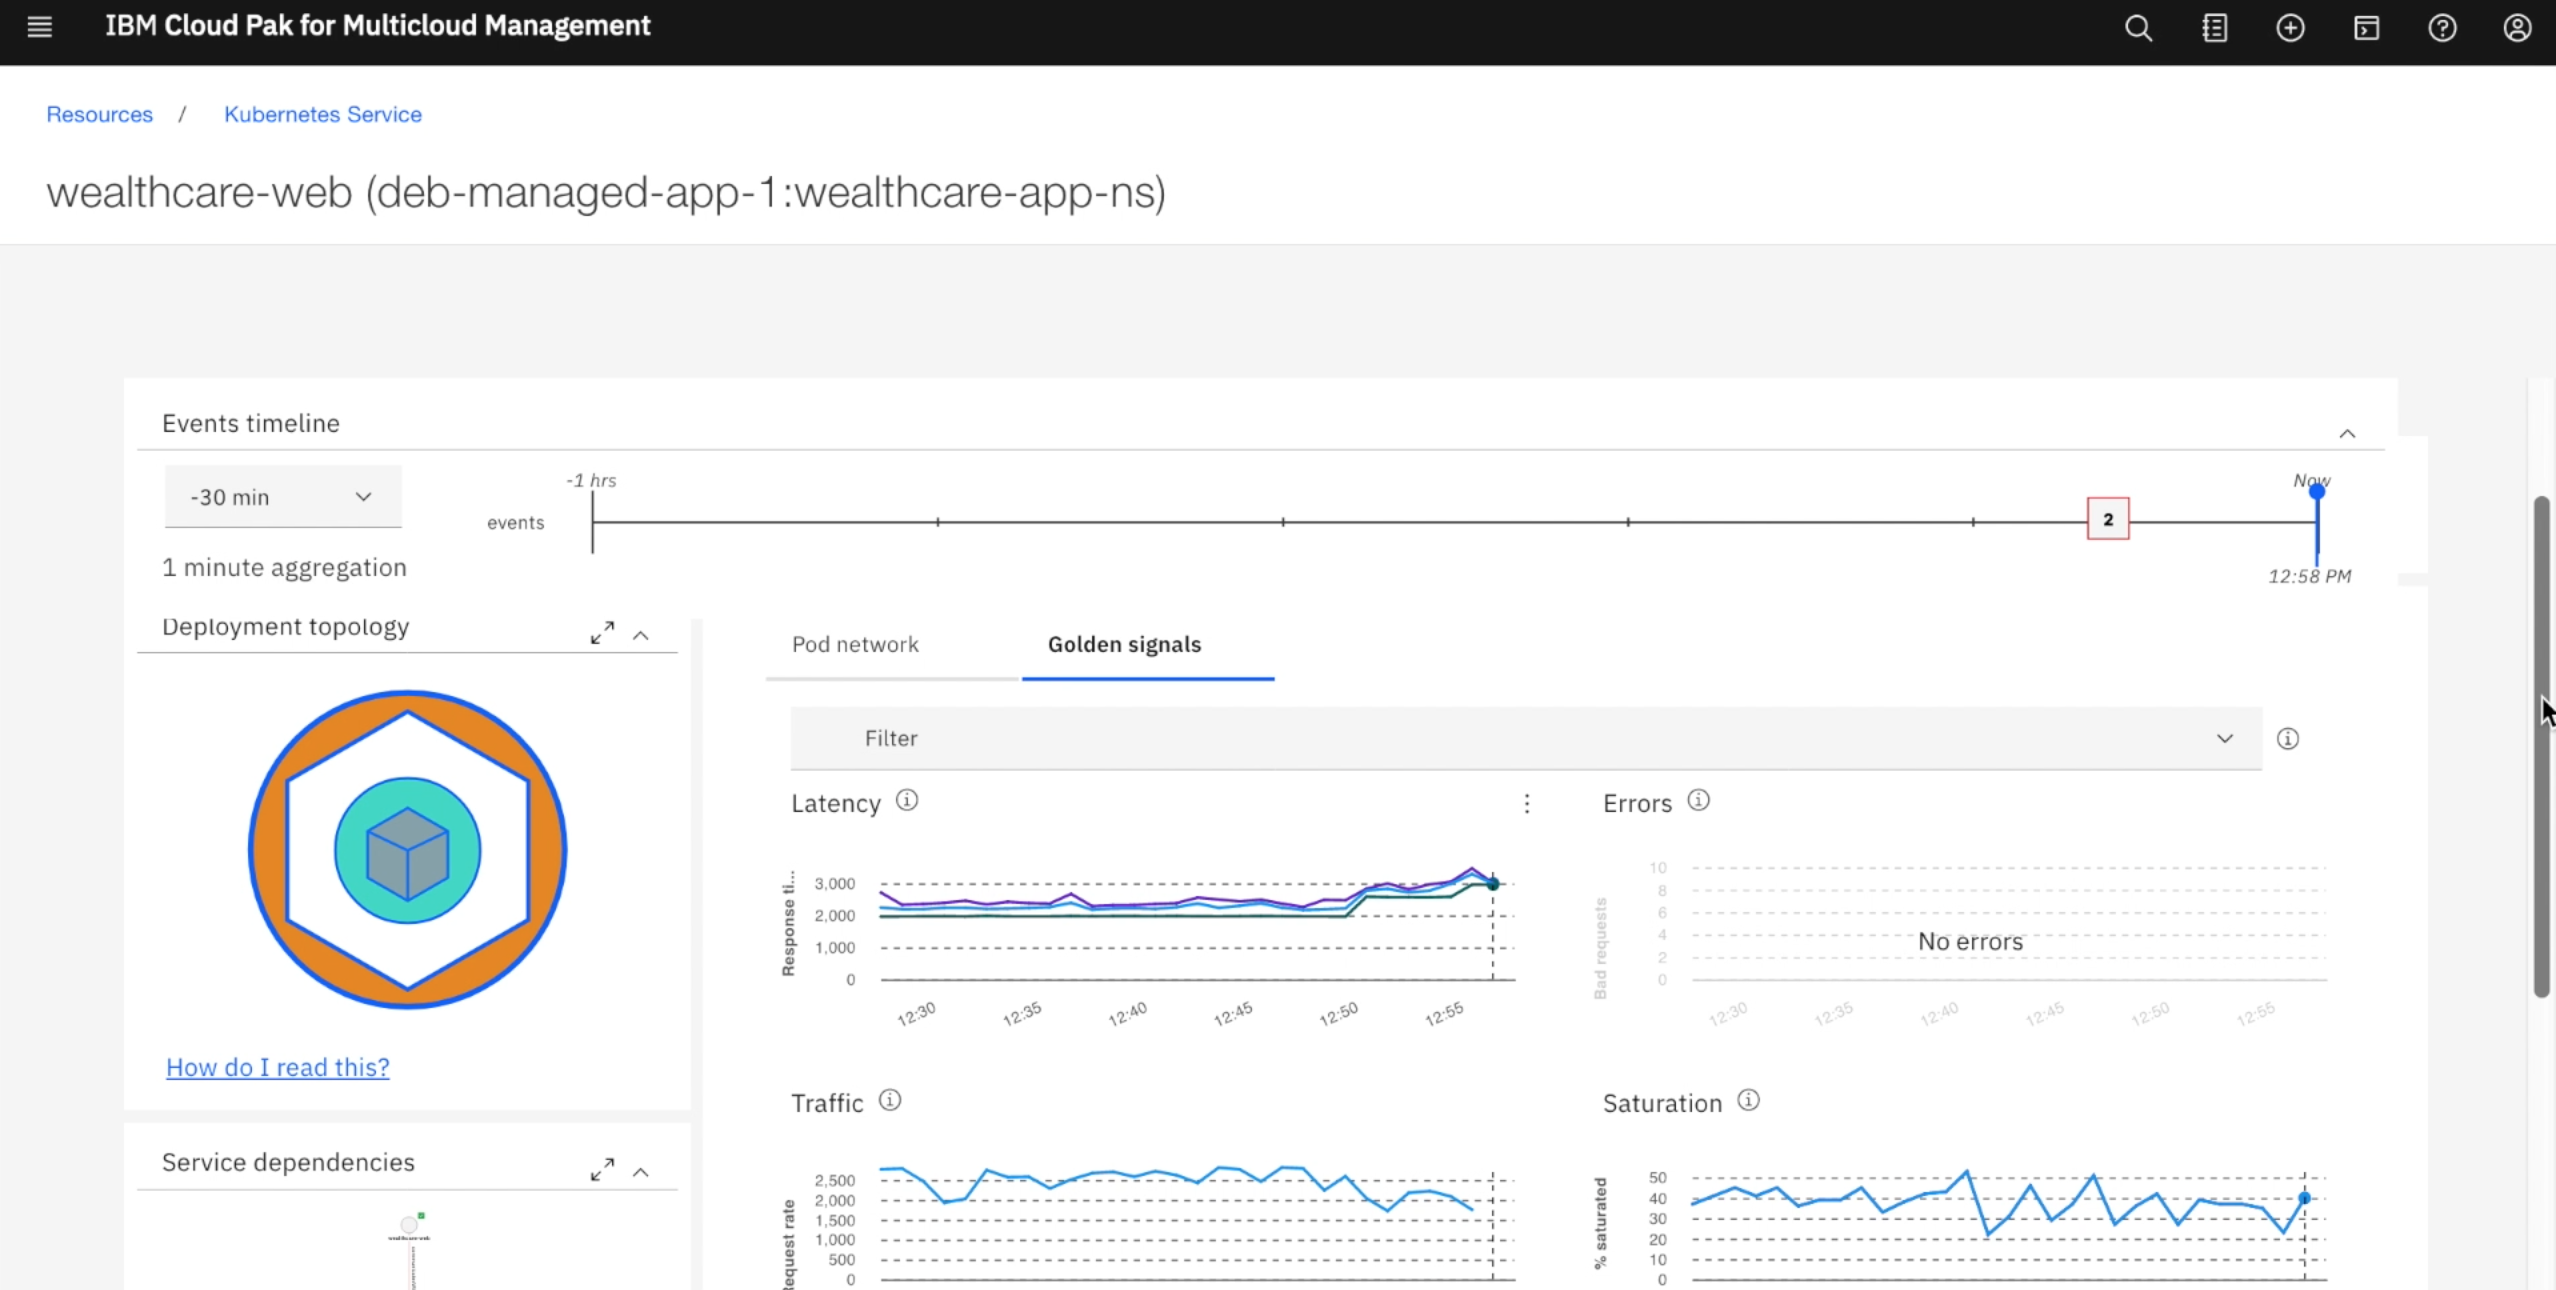 IBM Cloud Pak for Multicloud Management
Resources / Kubernetes Service
wealthcare-web (deb-managed-app-1:wealthcare-app-ns)
Events timeline
-30 min
1 minute aggregation
events
-1 hrs
2
Now
12:58 PM
Deployment topology
How do I read this?
Service dependencies
wealthcare-web
Pod network
Golden signals
Filter
Latency
Response ti...
3,000
2,000
1,000
0
12:30 12:35 12:40 12:45 12:50 12:55
Errors
Bad requests
10
8
6
4
2
0
No errors
12:30 12:35 12:40 12:45 12:50 12:55
Traffic
Request rate
2,500
2,000
1,500
1,000
500
0
Saturation
% saturated
50
40
30
20
10
0